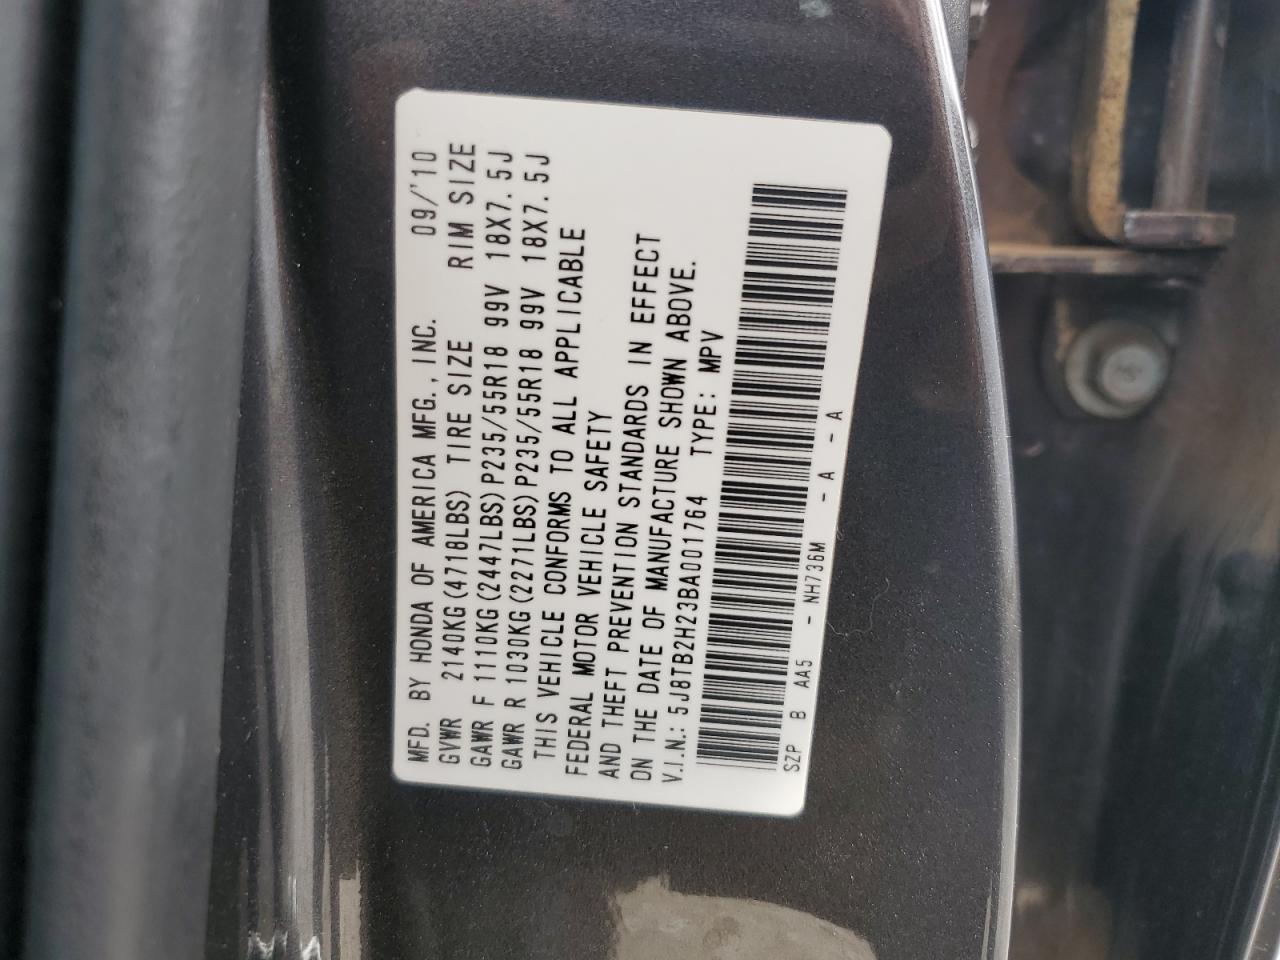 MFD. BY HONDA OF AMERICA MFG., INC. 09/'10
GVWR 2140KG(4718LBS) TIRE SIZE RIM SIZE
GAWR F 1110KG(2447LBS)P235/55R18 99V 18X7.5J
GAWR R 1030KG(2271LBS)P235/55R18 99V 18X7.5J
THIS VEHICLE CONFORMS TO ALL APPLICABLE
FEDERAL MOTOR VEHICLE SAFETY
AND THEFT PREVENTION STANDARDS IN EFFECT
ON THE DATE OF MANUFACTURE SHOWN ABOVE.
V.I.N.: 5J8TB2H23BA001764 TYPE: MPV
SZP B AA5 - NH736M - A - A